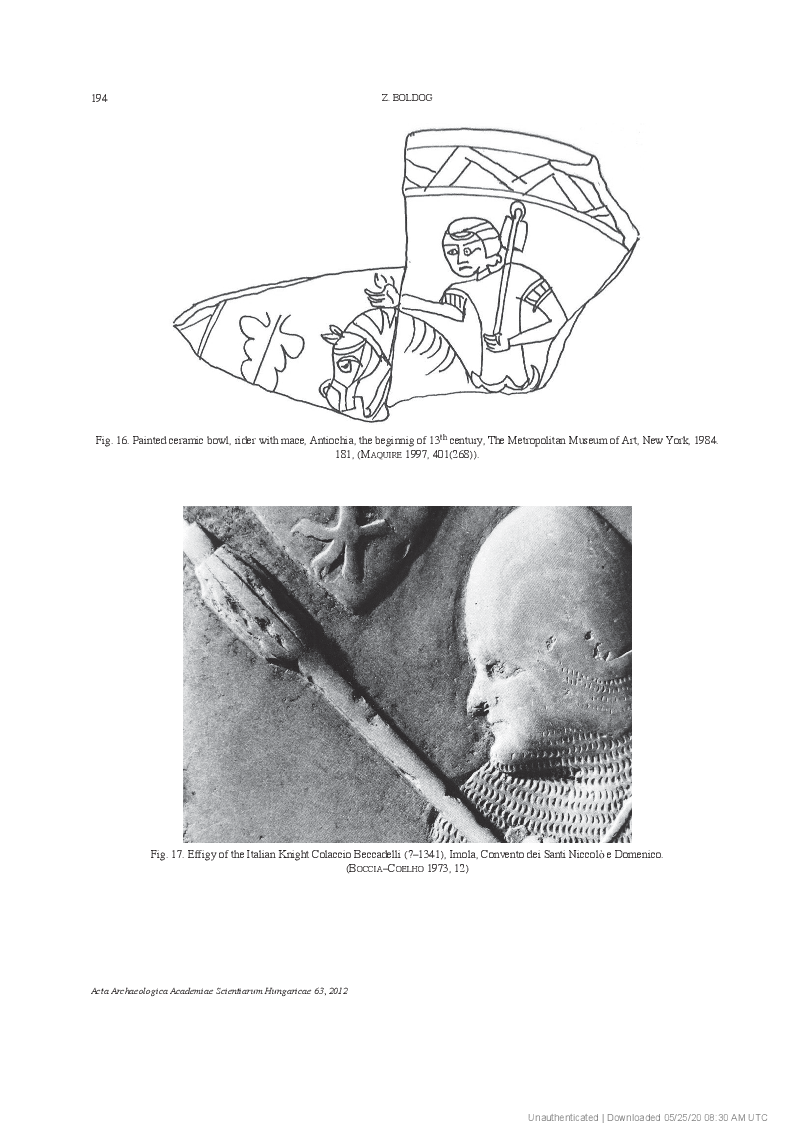 194
Z. BOLDOG
Fig. 16. Painted ceramic bowl, rider with mace, Antiochia, the beginnig of 13th century, The Metropolitan Museum of Art, New York, 1984.
181, (MAQUIRE 1997, 401(268)).
Fig. 17. Effigy of the Italian Knight Colaccio Beccadelli (?–1341), Imola, Convento dei Santi Niccolò e Domenico.
(BOCCIA–COELHO 1973, 12)
Acta Archaeologica Academiae Scientiarum Hungaricae 63, 2012
Unauthenticated | Downloaded 05/25/20 08:30 AM UTC